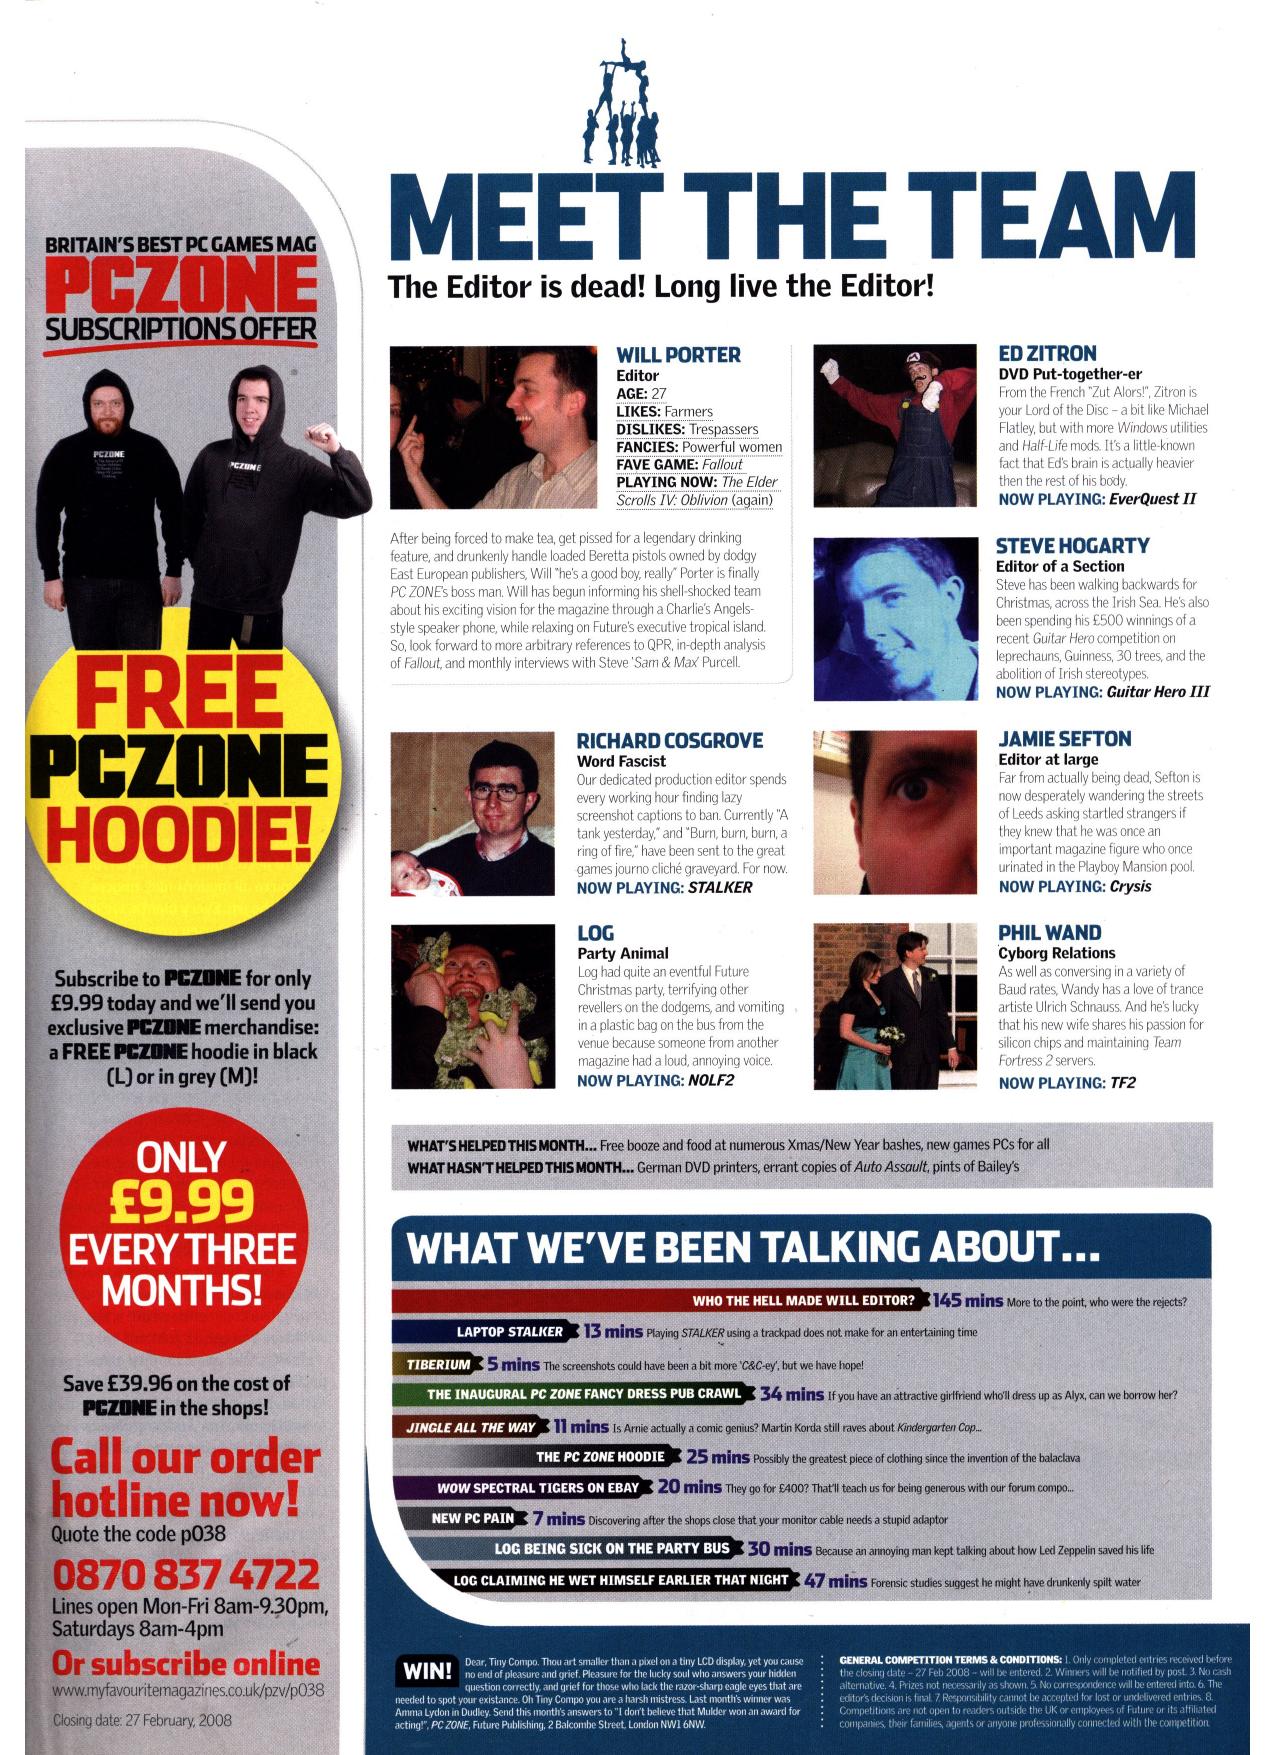 MEET THE TEAM
The Editor is dead! Long live the Editor!
BRITAIN'S BEST PC GAMES MAG
PCZONE
SUBSCRIPTIONS OFFER
PCZONE
PCZONE
FREE
PCZONE
HOODIE!
Subscribe to PCZONE for only
£9.99 today and we'll send you
exclusive PCZONE merchandise:
a FREE PCZONE hoodie in black
(L) or in grey (M)!
ONLY
£9.99
EVERY THREE
MONTHS!
Save £39.96 on the cost of
PCZONE in the shops!
Call our order
hotline now!
Quote the code p038
0870 837 4722
Lines open Mon-Fri 8am-9.30pm,
Saturdays 8am-4pm
Or subscribe online
www.myfavouritemagazines.co.uk/pzv/p038
Closing date: 27 February, 2008
WILL PORTER
Editor
AGE: 27
LIKES: Farmers
DISLIKES: Trespassers
FANCIES: Powerful women
FAVE GAME: Fallout
PLAYING NOW: The Elder
Scrolls IV: Oblivion (again)
After being forced to make tea, get pissed for a legendary drinking
feature, and drunkenly handle loaded Beretta pistols owned by dodgy
East European publishers, Will "he's a good boy, really" Porter is finally
PC ZONE's boss man. Will has begun informing his shell-shocked team
about his exciting vision for the magazine through a Charlie's Angels-
style speaker phone, while relaxing on Future's executive tropical island.
So, look forward to more arbitrary references to QPR, in-depth analysis
of Fallout, and monthly interviews with Steve 'Sam & Max' Purcell.
ED ZITRON
DVD Put-together-er
From the French "Zut Alors!", Zitron is
your Lord of the Disc – a bit like Michael
Flatley, but with more Windows utilities
and Half-Life mods. It's a little-known
fact that Ed's brain is actually heavier
then the rest of his body.
NOW PLAYING: EverQuest II
STEVE HOGARTY
Editor of a Section
Steve has been walking backwards for
Christmas, across the Irish Sea. He's also
been spending his £500 winnings of a
recent Guitar Hero competition on
leprechauns, Guinness, 30 trees, and the
abolition of Irish stereotypes.
NOW PLAYING: Guitar Hero III
RICHARD COSGROVE
Word Fascist
Our dedicated production editor spends
every working hour finding lazy
screenshot captions to ban. Currently "A
tank yesterday," and "Burn, burn, burn, a
ring of fire," have been sent to the great
games journo cliché graveyard. For now.
NOW PLAYING: STALKER
JAMIE SEFTON
Editor at large
Far from actually being dead, Sefton is
now desperately wandering the streets
of Leeds asking startled strangers if
they knew that he was once an
important magazine figure who once
urinated in the Playboy Mansion pool.
NOW PLAYING: Crysis
LOG
Party Animal
Log had quite an eventful Future
Christmas party, terrifying other
revellers on the dodgems, and vomiting
in a plastic bag on the bus from the
venue because someone from another
magazine had a loud, annoying voice.
NOW PLAYING: NOLF2
PHIL WAND
Cyborg Relations
As well as conversing in a variety of
Baud rates, Wandy has a love of trance
artiste Ulrich Schnauss. And he's lucky
that his new wife shares his passion for
silicon chips and maintaining Team
Fortress 2 servers.
NOW PLAYING: TF2
WHAT'S HELPED THIS MONTH... Free booze and food at numerous Xmas/New Year bashes, new games PCs for all
WHAT HASN'T HELPED THIS MONTH... German DVD printers, errant copies of Auto Assault, pints of Bailey's
WHAT WE'VE BEEN TALKING ABOUT...
WHO THE HELL MADE WILL EDITOR? 145 mins More to the point, who were the rejects?
LAPTOP STALKER 13 mins Playing STALKER using a trackpad does not make for an entertaining time
TIBERIUM 5 mins The screenshots could have been a bit more 'C&C-ey', but we have hope!
THE INAUGURAL PC ZONE FANCY DRESS PUB CRAWL 34 mins If you have an attractive girlfriend who'll dress up as Alyx, can we borrow her?
JINGLE ALL THE WAY 11 mins Is Arnie actually a comic genius? Martin Korda still raves about Kindergarten Cop...
THE PC ZONE HOODIE 25 mins Possibly the greatest piece of clothing since the invention of the balaclava
WOW SPECTRAL TIGERS ON EBAY 20 mins They go for £400? That'll teach us for being generous with our forum compo...
NEW PC PAIN 7 mins Discovering after the shops close that your monitor cable needs a stupid adaptor
LOG BEING SICK ON THE PARTY BUS 30 mins Because an annoying man kept talking about how Led Zeppelin saved his life
LOG CLAIMING HE WET HIMSELF EARLIER THAT NIGHT 47 mins Forensic studies suggest he might have drunkenly spilt water
WIN!
Dear, Tiny Compo. Thou art smaller than a pixel on a tiny LCD display, yet you cause
no end of pleasure and grief. Pleasure for the lucky soul who answers your hidden
question correctly, and grief for those who lack the razor-sharp eagle eyes that are
needed to spot your existance. Oh Tiny Compo you are a harsh mistress. Last month's winner was
Amma Lydon in Dudley. Send this month's answers to "I don't believe that Mulder won an award for
acting!", PC ZONE, Future Publishing, 2 Balcombe Street, London NW1 6NW.
GENERAL COMPETITION TERMS & CONDITIONS: 1. Only completed entries received before
the closing date – 27 Feb 2008 – will be entered. 2. Winners will be notified by post. 3. No cash
alternative. 4. Prizes not necessarily as shown. 5. No correspondence will be entered into. 6. The
editor's decision is final. 7. Responsibility cannot be accepted for lost or undelivered entries. 8.
Competitions are not open to readers outside the UK or employees of Future or its affiliated
companies, their families, agents or anyone professionally connected with the competition.